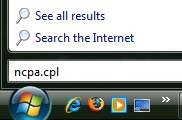 See all results
Search the Internet
ncpa.cpl
»